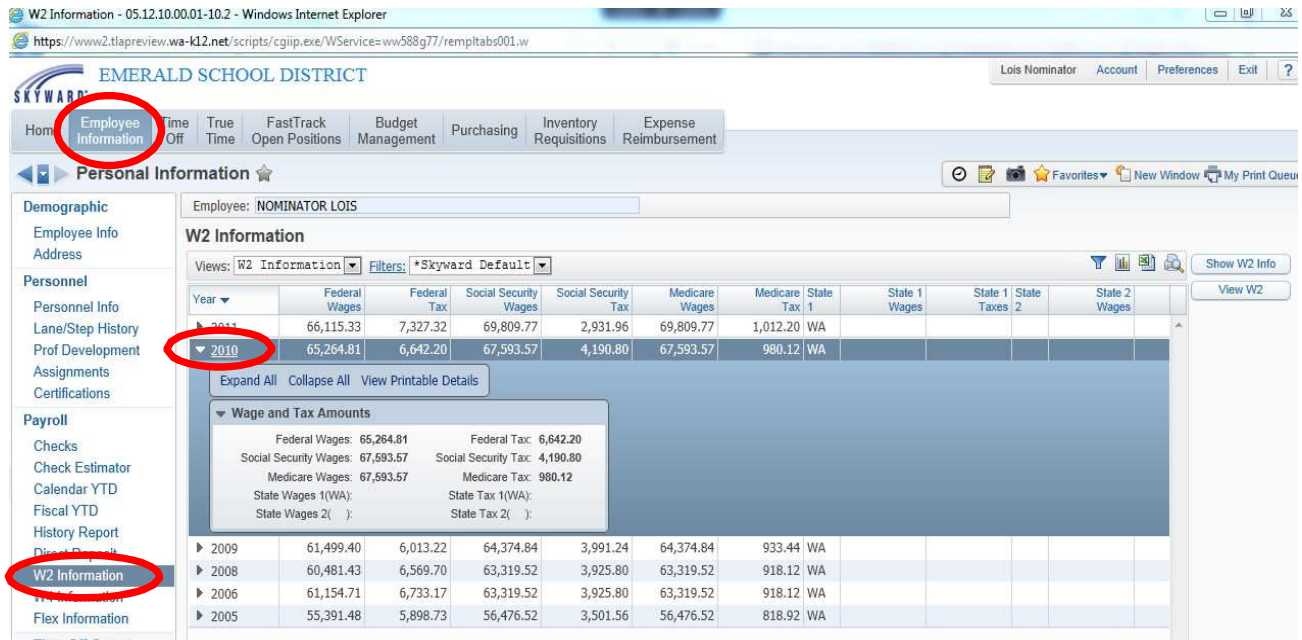 W2 Information - 05.12.10.00.01-10.2 - Windows Internet Explorer
https://www2.tlapreview.wa-k12.net/scripts/cgiip.exe/WService=ww588g77/rempltabs001.w
SKYWARD EMERALD SCHOOL DISTRICT Lois Nominator Account Preferences Exit ?
Home Employee Information Time Off True Time FastTrack Open Positions Budget Management Purchasing Inventory Requisitions Expense Reimbursement
Personal Information Favorites New Window My Print Queue
Demographic
Employee Info
Address
Personnel
Personnel Info
Lane/Step History
Prof Development
Assignments
Certifications
Payroll
Checks
Check Estimator
Calendar YTD
Fiscal YTD
History Report
Direct Deposit
W2 Information
W4 Information
Flex Information
Employee: NOMINATOR LOIS
W2 Information
Views: W2 Information Filters: *Skyward Default
Show W2 Info
View W2
Year Federal Wages Federal Tax Social Security Wages Social Security Tax Medicare Wages Medicare Tax State 1 State 1 Wages State 1 Taxes State 2 State 2 Wages
2011 66,115.33 7,327.32 69,809.77 2,931.96 69,809.77 1,012.20 WA
2010 65,264.81 6,642.20 67,593.57 4,190.80 67,593.57 980.12 WA
Expand All Collapse All View Printable Details
Wage and Tax Amounts
Federal Wages: 65,264.81 Federal Tax: 6,642.20
Social Security Wages: 67,593.57 Social Security Tax: 4,190.80
Medicare Wages: 67,593.57 Medicare Tax: 980.12
State Wages 1(WA): State Tax 1(WA):
State Wages 2( ): State Tax 2( ):
2009 61,499.40 6,013.22 64,374.84 3,991.24 64,374.84 933.44 WA
2008 60,481.43 6,569.70 63,319.52 3,925.80 63,319.52 918.12 WA
2006 61,154.71 6,733.17 63,319.52 3,925.80 63,319.52 918.12 WA
2005 55,391.48 5,898.73 56,476.52 3,501.56 56,476.52 818.92 WA